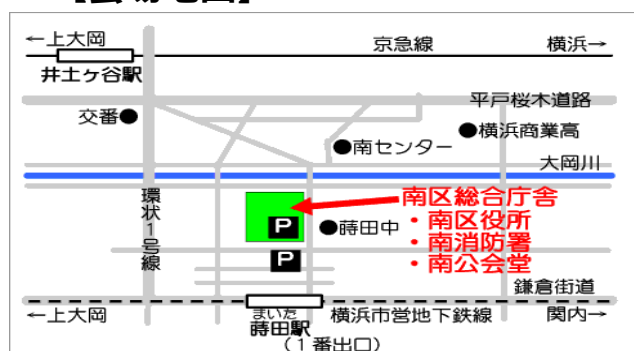 ←上大岡
京急線
横浜→
井土ヶ谷駅
平戸桜木道路
交番●
●横浜商業高
●南センター
大岡川
環状1号線
南区総合庁舎
・南区役所
・南消防署
・南公会堂
P
●蒔田中
P
鎌倉街道
←上大岡
まいた
蒔田駅
(1番出口)
横浜市営地下鉄線
関内→